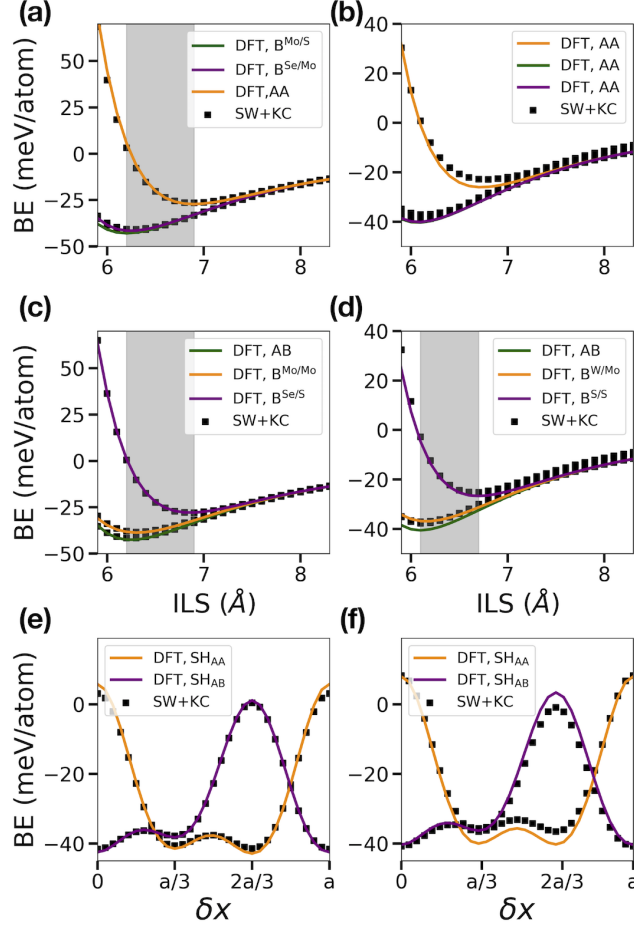 (a)
BE (meV/atom)
50
25
0
−25
−50
6
7
8
DFT, B^Mo/S
DFT, B^Se/Mo
DFT,AA
SW+KC
(b)
40
20
0
−20
−40
6
7
8
DFT, AA
DFT, AA
DFT, AA
SW+KC
(c)
BE (meV/atom)
50
25
0
−25
−50
6
7
8
ILS (Å)
DFT, AB
DFT, B^Mo/Mo
DFT, B^Se/S
SW+KC
(d)
40
20
0
−20
−40
6
7
8
ILS (Å)
DFT, AB
DFT, B^W/Mo
DFT, B^S/S
SW+KC
(e)
BE (meV/atom)
0
−20
−40
0
a/3
2a/3
a
δx
DFT, SH_AA
DFT, SH_AB
SW+KC
(f)
0
−20
−40
0
a/3
2a/3
a
δx
DFT, SH_AA
DFT, SH_AB
SW+KC